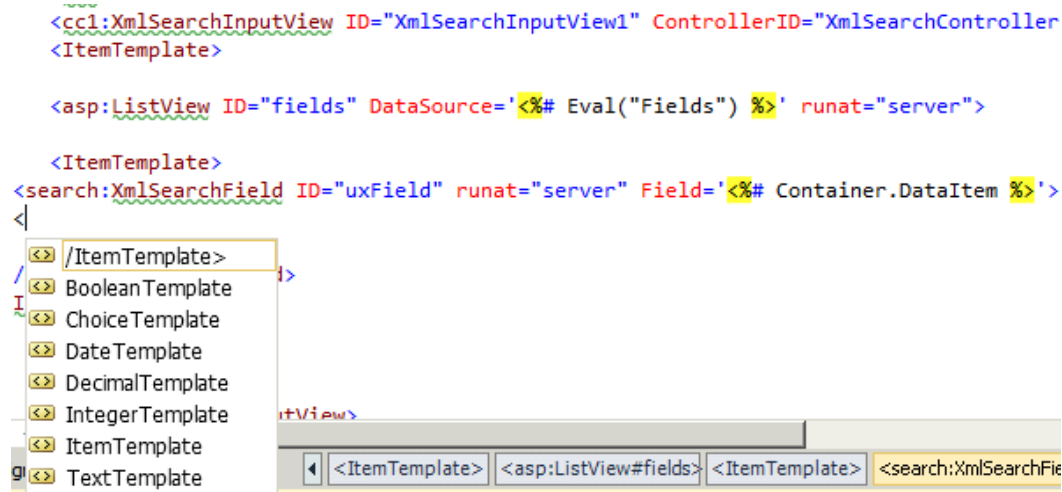 <cc1:XmlSearchInputView ID="XmlSearchInputView1" ControllerID="XmlSearchController
<ItemTemplate>
<asp:ListView ID="fields" DataSource='<%# Eval("Fields") %>' runat="server">
<ItemTemplate>
<search:XmlSearchField ID="uxField" runat="server" Field='<%# Container.DataItem %>'>
<
/ItemTemplate>
BooleanTemplate
ChoiceTemplate
DateTemplate
DecimalTemplate
IntegerTemplate
ItemTemplate
TextTemplate
<ItemTemplate> <asp:ListView#fields> <ItemTemplate> <search:XmlSearchFie